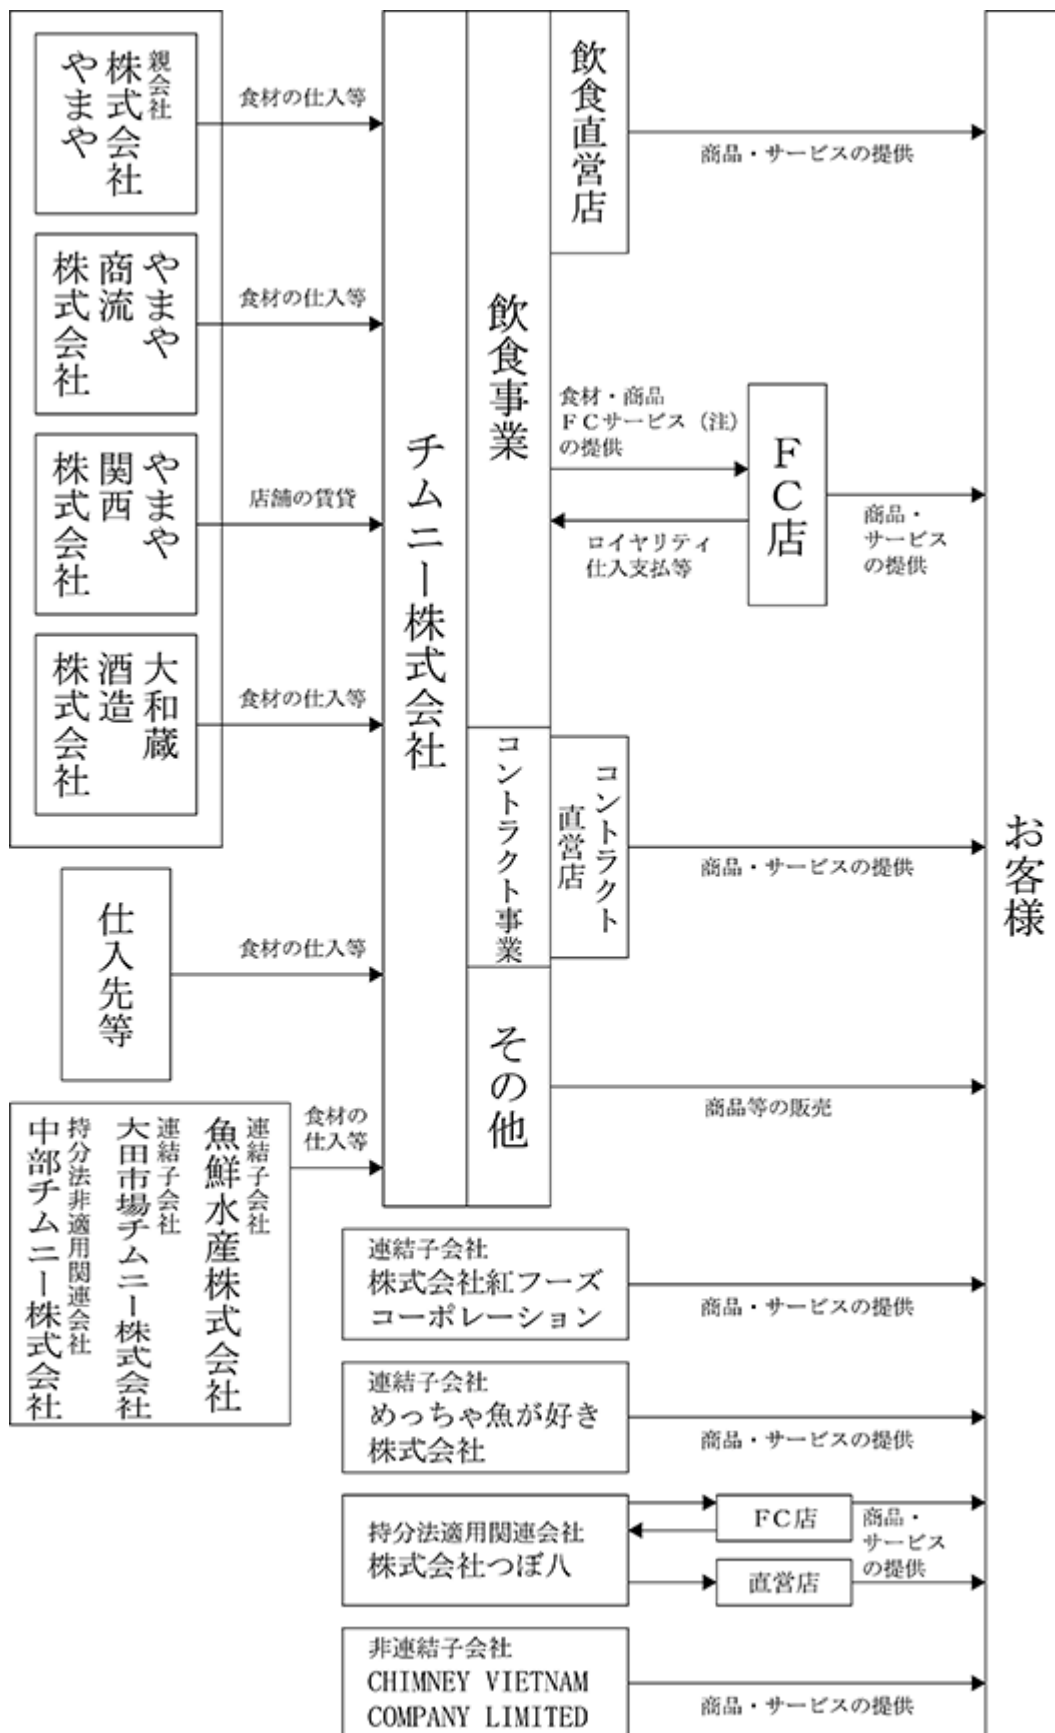 親会社
株式会社
やまや
食材の仕入等
やまや
商流
株式会社
食材の仕入等
やまや
関西
株式会社
店舗の賃貸
大和蔵
酒造
株式会社
食材の仕入等
仕入先等
食材の仕入等
連結子会社
魚鮮水産株式会社
連結子会社
大田市場チムニー株式会社
持分法非適用関連会社
中部チムニー株式会社
食材の
仕入等
チムニー株式会社
飲食事業
飲食直営店
商品・サービスの提供
食材・商品
ＦＣサービス（注）
の提供
ロイヤリティ
仕入支払等
ＦＣ店
商品・
サービス
の提供
コントラクト事業
コントラクト
直営店
商品・サービスの提供
その他
商品等の販売
連結子会社
株式会社紅フーズ
コーポレーション
商品・サービスの提供
連結子会社
めっちゃ魚が好き
株式会社
商品・サービスの提供
持分法適用関連会社
株式会社つぼ八
ＦＣ店
直営店
商品・
サービス
の提供
非連結子会社
CHIMNEY VIETNAM
COMPANY LIMITED
商品・サービスの提供
お客様